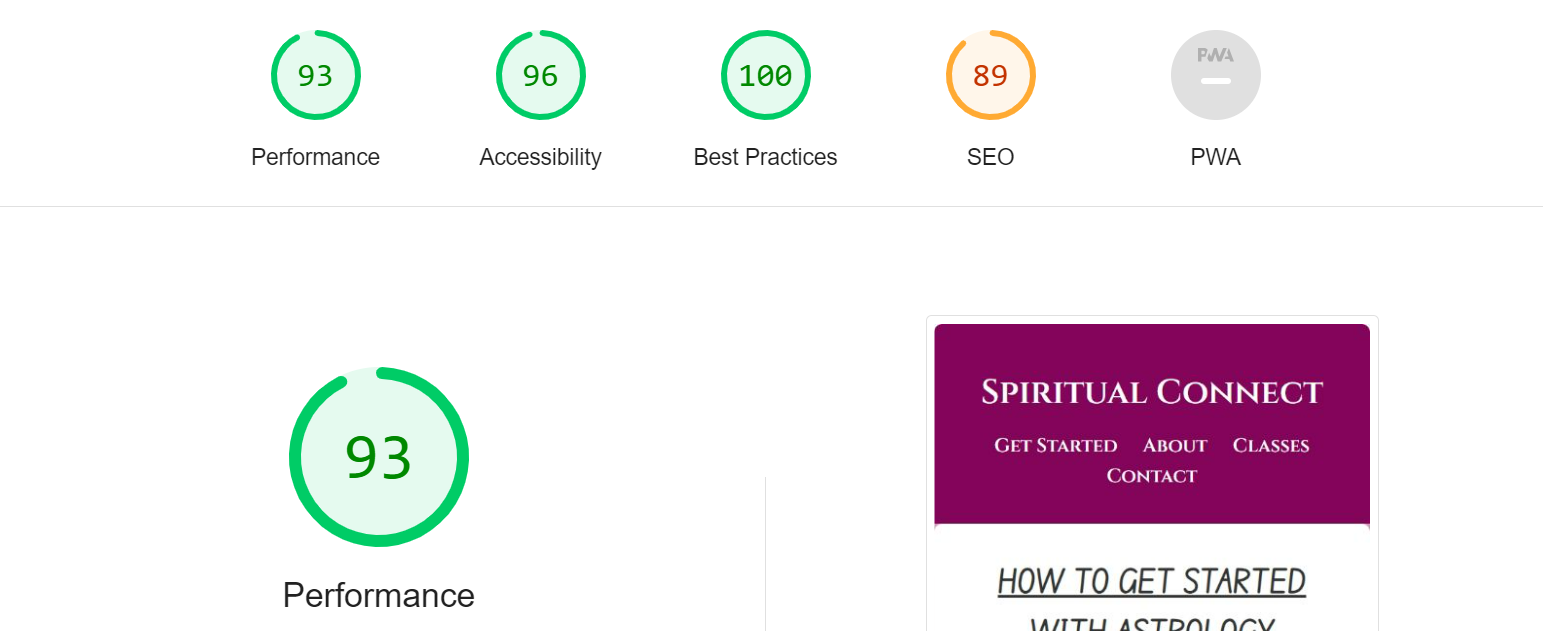 93 96 100 89 PWA
Performance Accessibility Best Practices SEO PWA
93
Performance
Spiritual Connect
Get Started About Classes
Contact
HOW TO GET STARTED
WITH ASTROLOGY